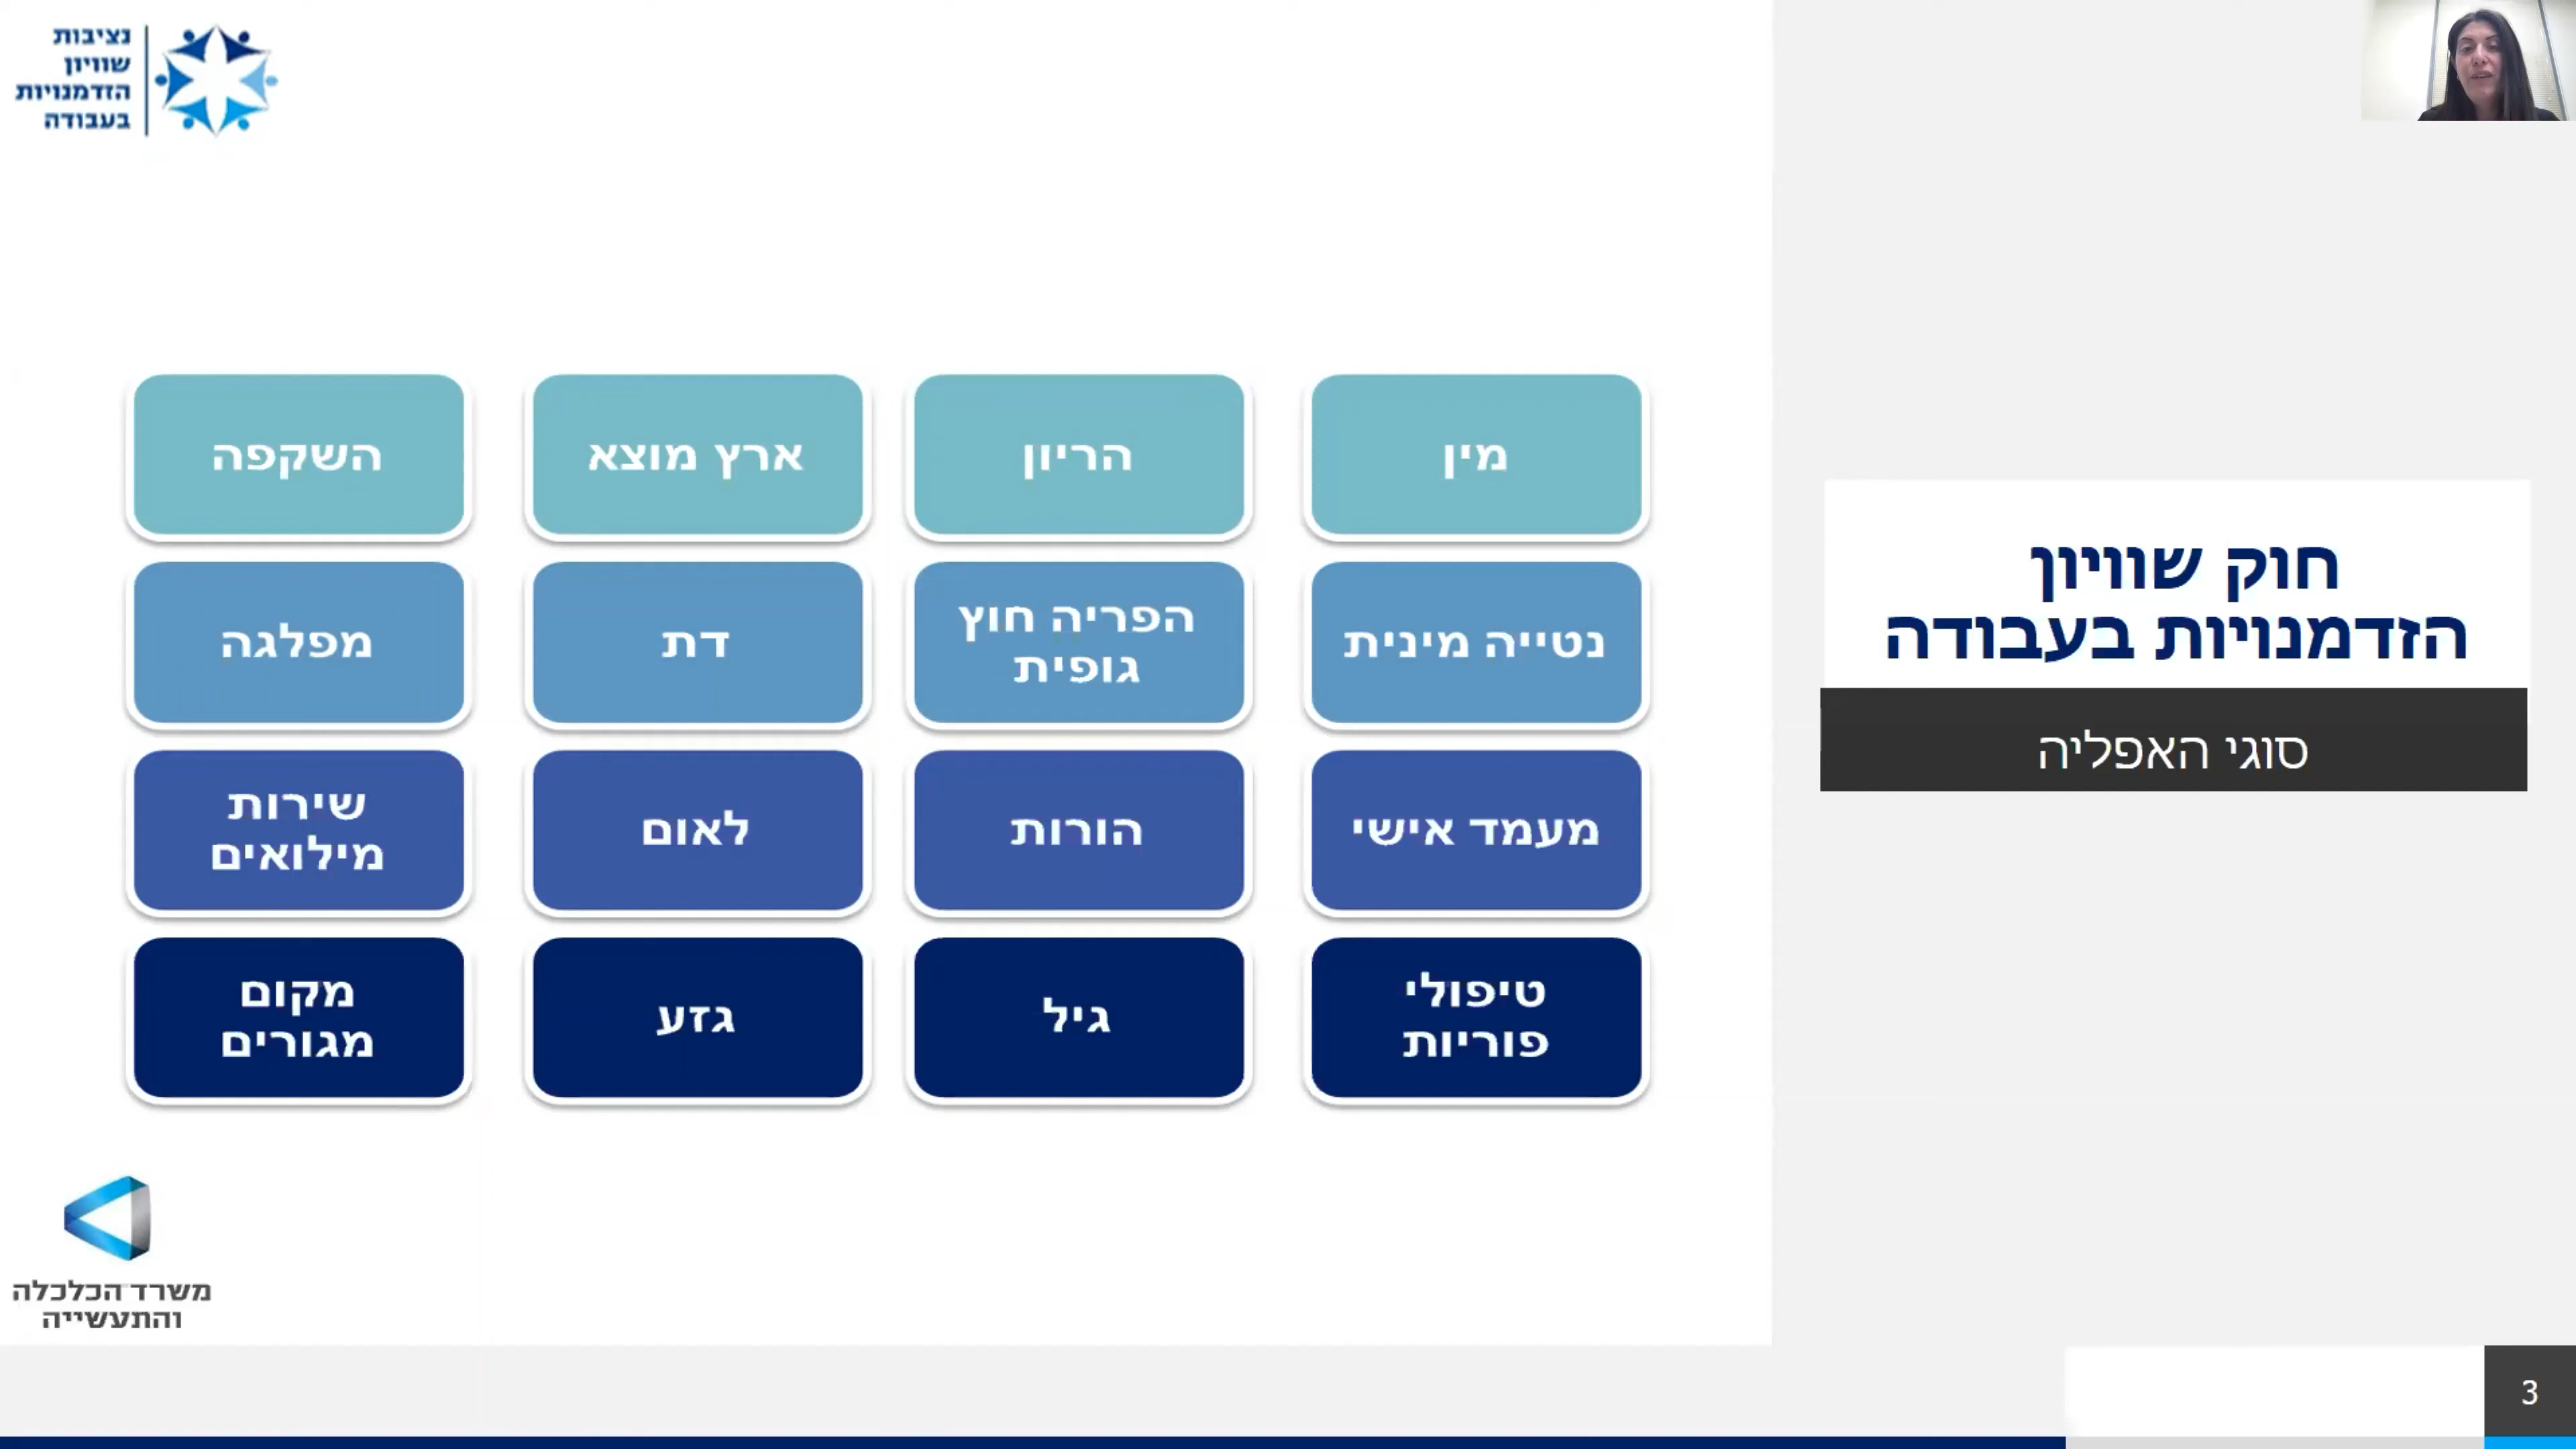 נציבות
שוויון
הזדמנויות
בעבודה
חוק שוויון
הזדמנויות בעבודה
סוגי האפליה
מין
הריון
ארץ מוצא
השקפה
נטייה מינית
הפריה חוץ
גופית
דת
מפלגה
מעמד אישי
הורות
לאום
שירות
מילואים
טיפולי
פוריות
גיל
גזע
מקום
מגורים
משרד הכלכלה
והתעשייה
3